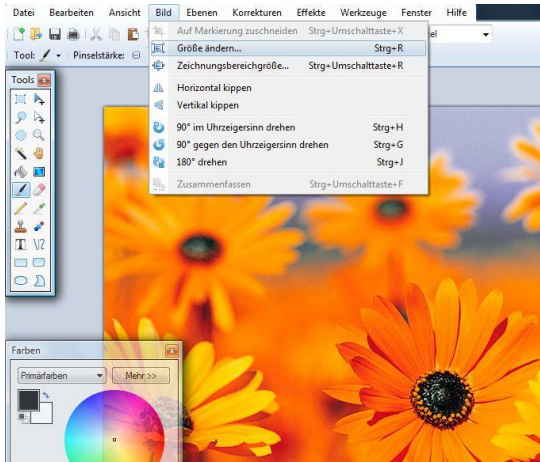 Datei Bearbeiten Ansicht Bild Ebenen Korrekturen Effekte Werkzeuge Fenster Hilfe
Auf Markierung zuschneiden Strg+Umschalttaste+X
Größe ändern... Strg+R
Zeichnungsbereichgröße... Strg+Umschalttaste+R
Horizontal kippen
Vertikal kippen
90° im Uhrzeigersinn drehen Strg+H
90° gegen den Uhrzeigersinn drehen Strg+G
180° drehen Strg+J
Zusammenfassen Strg+Umschalttaste+F
Tool: Pinselstärke:
Tools
Farben
Primärfarben Mehr >>